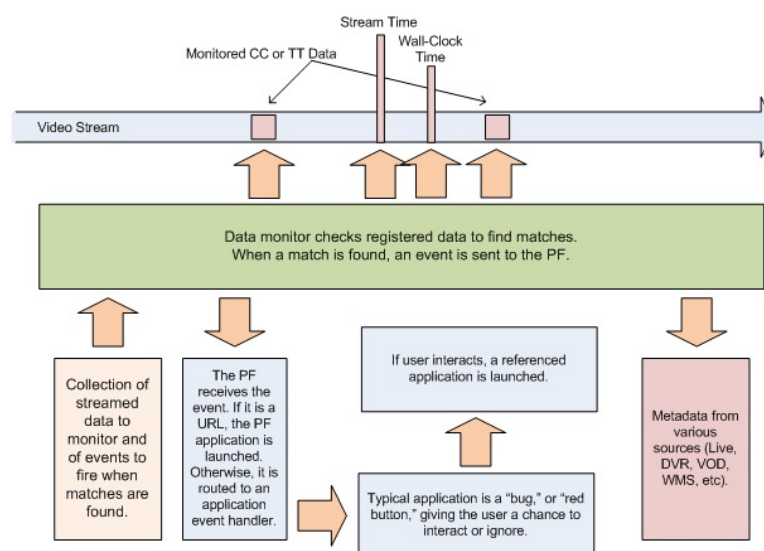 Stream Time
Wall-Clock
Time
Monitored CC or TT Data
Video Stream
Data monitor checks registered data to find matches.
When a match is found, an event is sent to the PF.
Collection of
streamed
data to
monitor and
of events to
fire when
matches are
found.
The PF
receives the
event. If it is a
URL, the PF
application is
launched.
Otherwise, it is
routed to an
application
event handler.
If user interacts, a referenced
application is launched.
Typical application is a “bug,” or “red
button,” giving the user a chance to
interact or ignore.
Metadata from
various
sources (Live,
DVR, VOD,
WMS, etc).